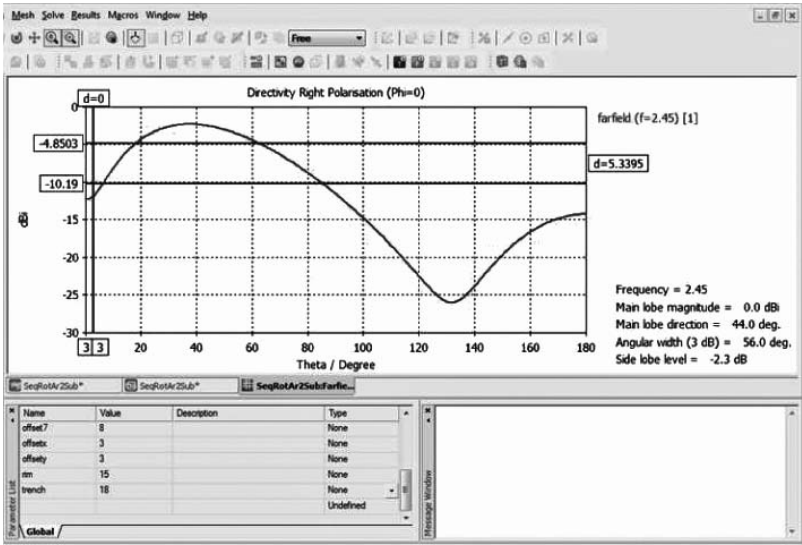 Mesh Solve Results Macros Window Help
Free
Directivity Right Polarisation (Phi=0)
d=0
0
-4.8503
-10.19
-15
-20
-25
-30
dBi
3 3 20 40 60 80 100 120 140 160 180
Theta / Degree
farfield (f=2.45) [1]
d=5.3395
Frequency = 2.45
Main lobe magnitude = 0.0 dBi
Main lobe direction = 44.0 deg.
Angular width (3 dB) = 56.0 deg.
Side lobe level = -2.3 dB
SeqRotAr2Sub* SeqRotAr2Sub* SeqRotAr2Sub:Farfie...
Name Value Description Type
offset7 8 None
offsetx 3 None
offsety 3 None
rim 15 None
trench 18 None
Undefined
Global
Parameter List
Message Window